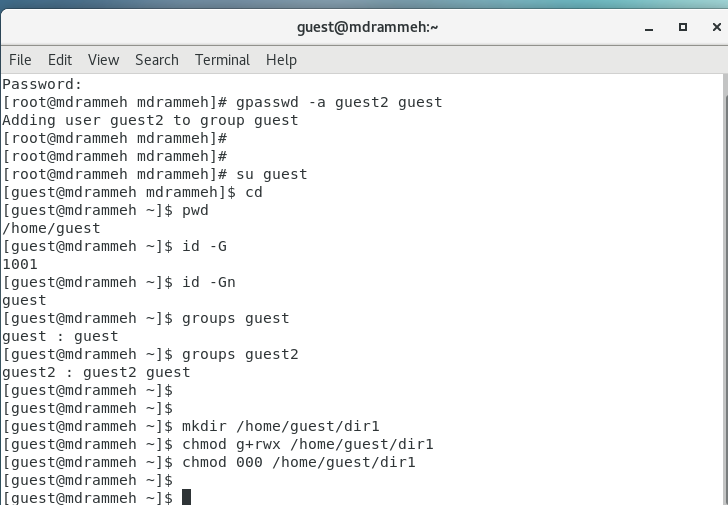 guest@mdrammeh:~
File Edit View Search Terminal Help
Password:
[root@mdrammeh mdrammeh]# gpasswd -a guest2 guest
Adding user guest2 to group guest
[root@mdrammeh mdrammeh]#
[root@mdrammeh mdrammeh]#
[root@mdrammeh mdrammeh]# su guest
[guest@mdrammeh mdrammeh]$ cd
[guest@mdrammeh ~]$ pwd
/home/guest
[guest@mdrammeh ~]$ id -G
1001
[guest@mdrammeh ~]$ id -Gn
guest
[guest@mdrammeh ~]$ groups guest
guest : guest
[guest@mdrammeh ~]$ groups guest2
guest2 : guest2 guest
[guest@mdrammeh ~]$
[guest@mdrammeh ~]$
[guest@mdrammeh ~]$ mkdir /home/guest/dir1
[guest@mdrammeh ~]$ chmod g+rwx /home/guest/dir1
[guest@mdrammeh ~]$ chmod 000 /home/guest/dir1
[guest@mdrammeh ~]$
[guest@mdrammeh ~]$